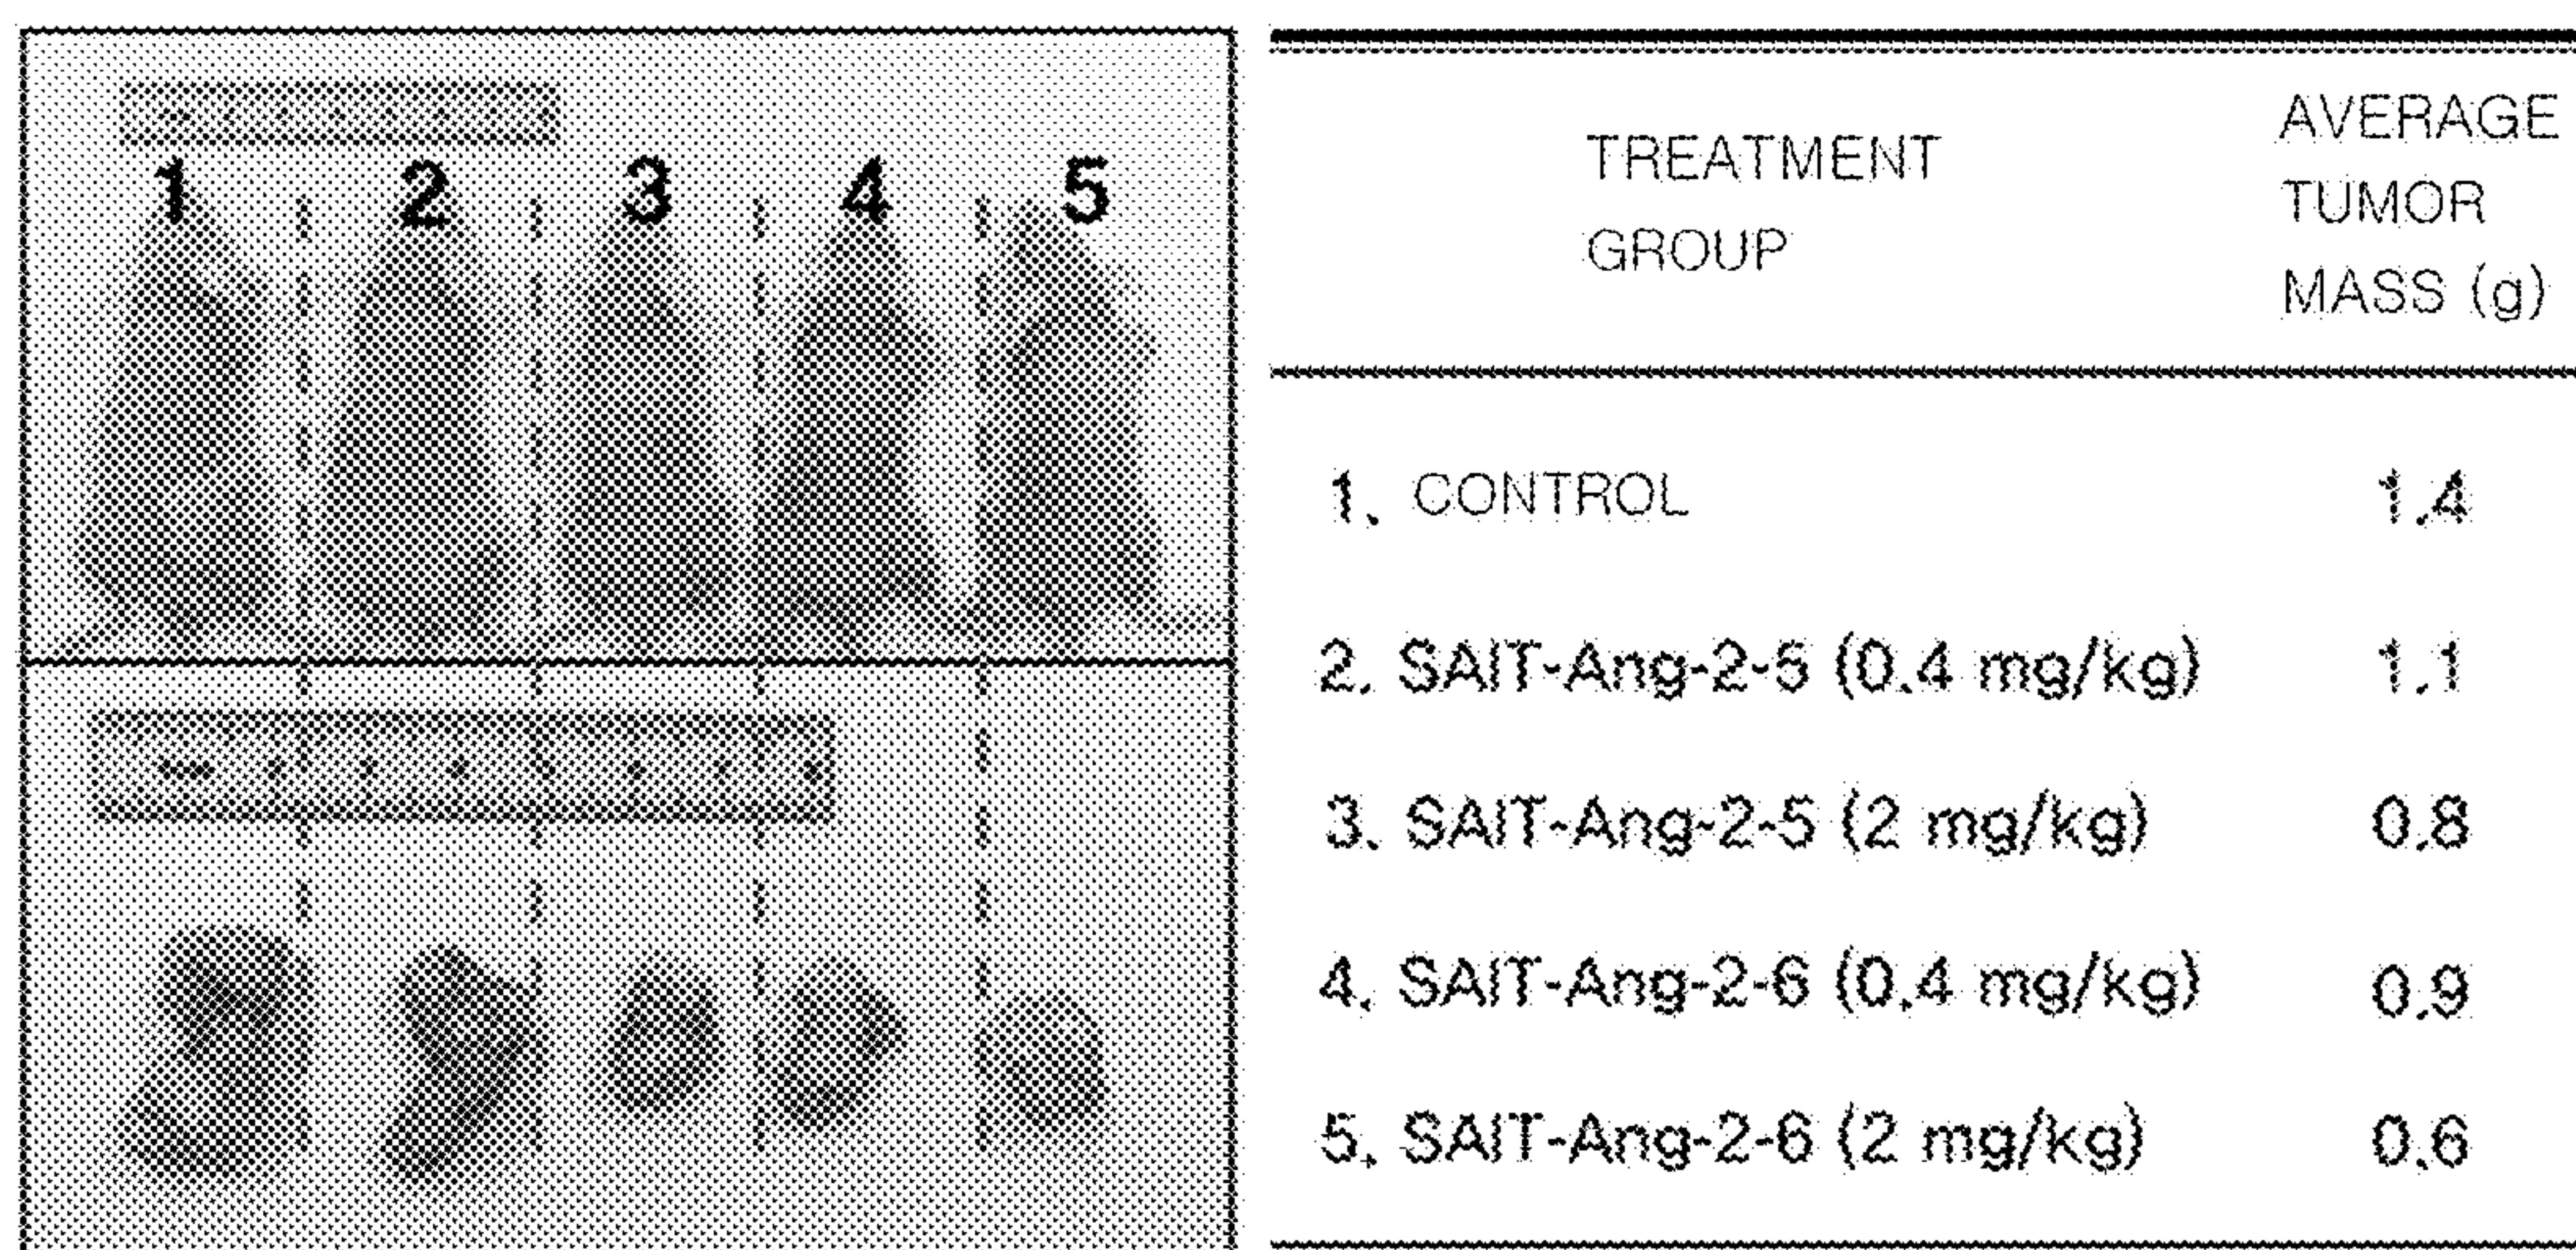 1 2 3 4 5
TREATMENT
GROUP
AVERAGE
TUMOR
MASS (g)
1. CONTROL 1.4
2. SAIT-Ang-2-5 (0.4 mg/kg) 1.1
3. SAIT-Ang-2-5 (2 mg/kg) 0.8
4. SAIT-Ang-2-6 (0.4 mg/kg) 0.9
5. SAIT-Ang-2-6 (2 mg/kg) 0.6